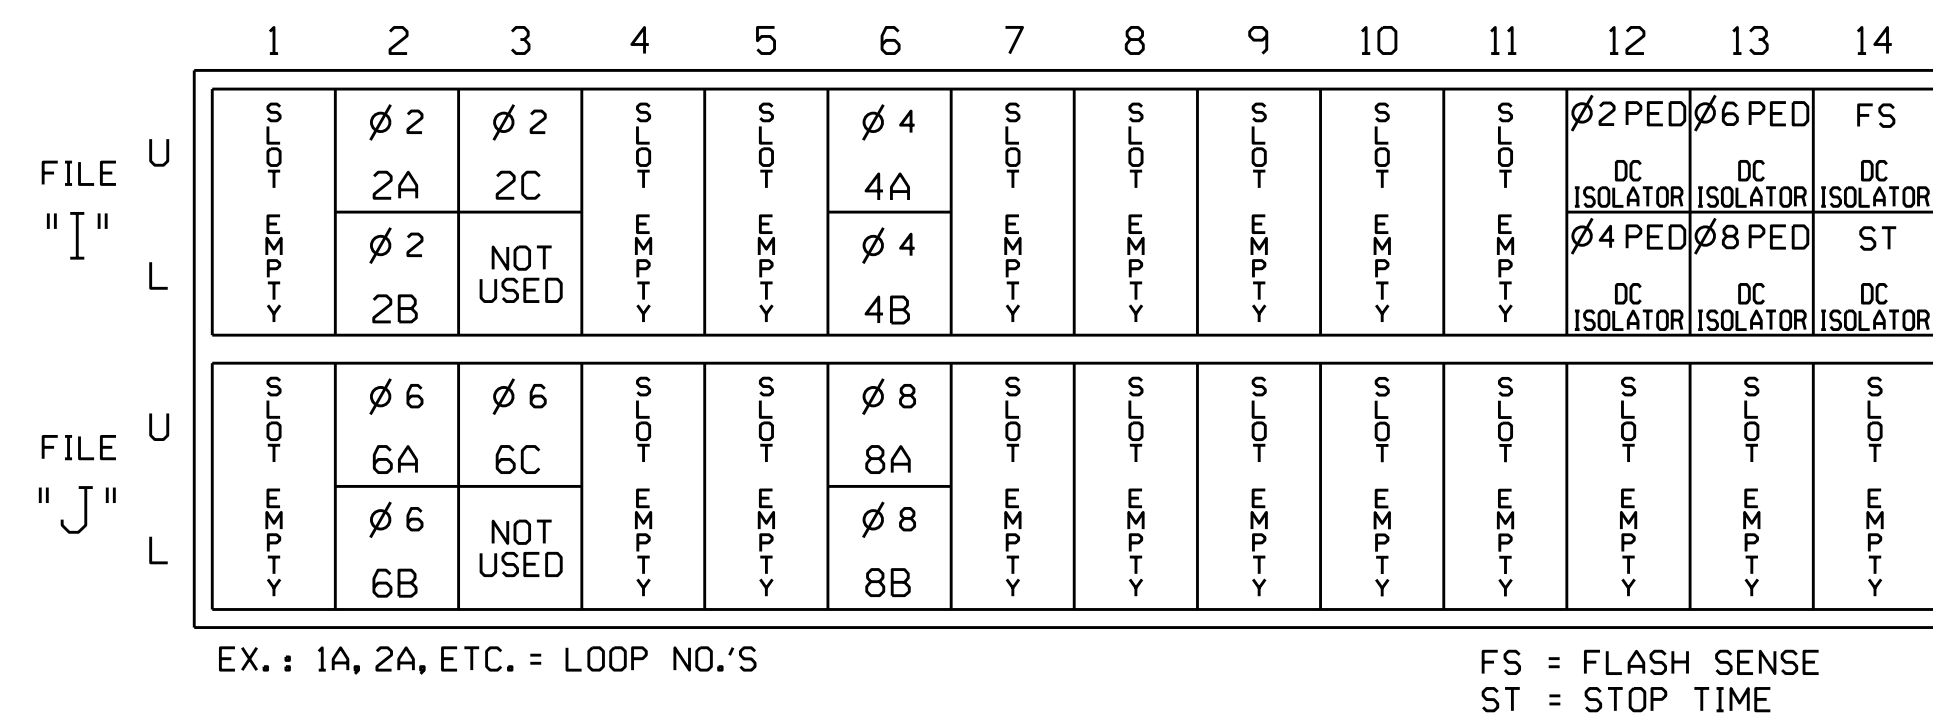 1 2 3 4 5 6 7 8 9 10 11 12 13 14
FILE "I"
U
L
SLOT EMPTY
Ø 2
2A
Ø 2
2B
Ø 2
2C
NOT
USED
SLOT EMPTY
SLOT EMPTY
Ø 4
4A
Ø 4
4B
SLOT EMPTY
SLOT EMPTY
SLOT EMPTY
SLOT EMPTY
SLOT EMPTY
Ø2 PED
DC
ISOLATOR
Ø4 PED
DC
ISOLATOR
Ø6 PED
DC
ISOLATOR
Ø8 PED
DC
ISOLATOR
FS
DC
ISOLATOR
ST
DC
ISOLATOR
FILE "J"
U
L
SLOT EMPTY
Ø 6
6A
Ø 6
6B
Ø 6
6C
NOT
USED
SLOT EMPTY
SLOT EMPTY
Ø 8
8A
Ø 8
8B
SLOT EMPTY
SLOT EMPTY
SLOT EMPTY
SLOT EMPTY
SLOT EMPTY
SLOT EMPTY
SLOT EMPTY
SLOT EMPTY
EX.: 1A, 2A, ETC. = LOOP NO.'S
FS = FLASH SENSE
ST = STOP TIME